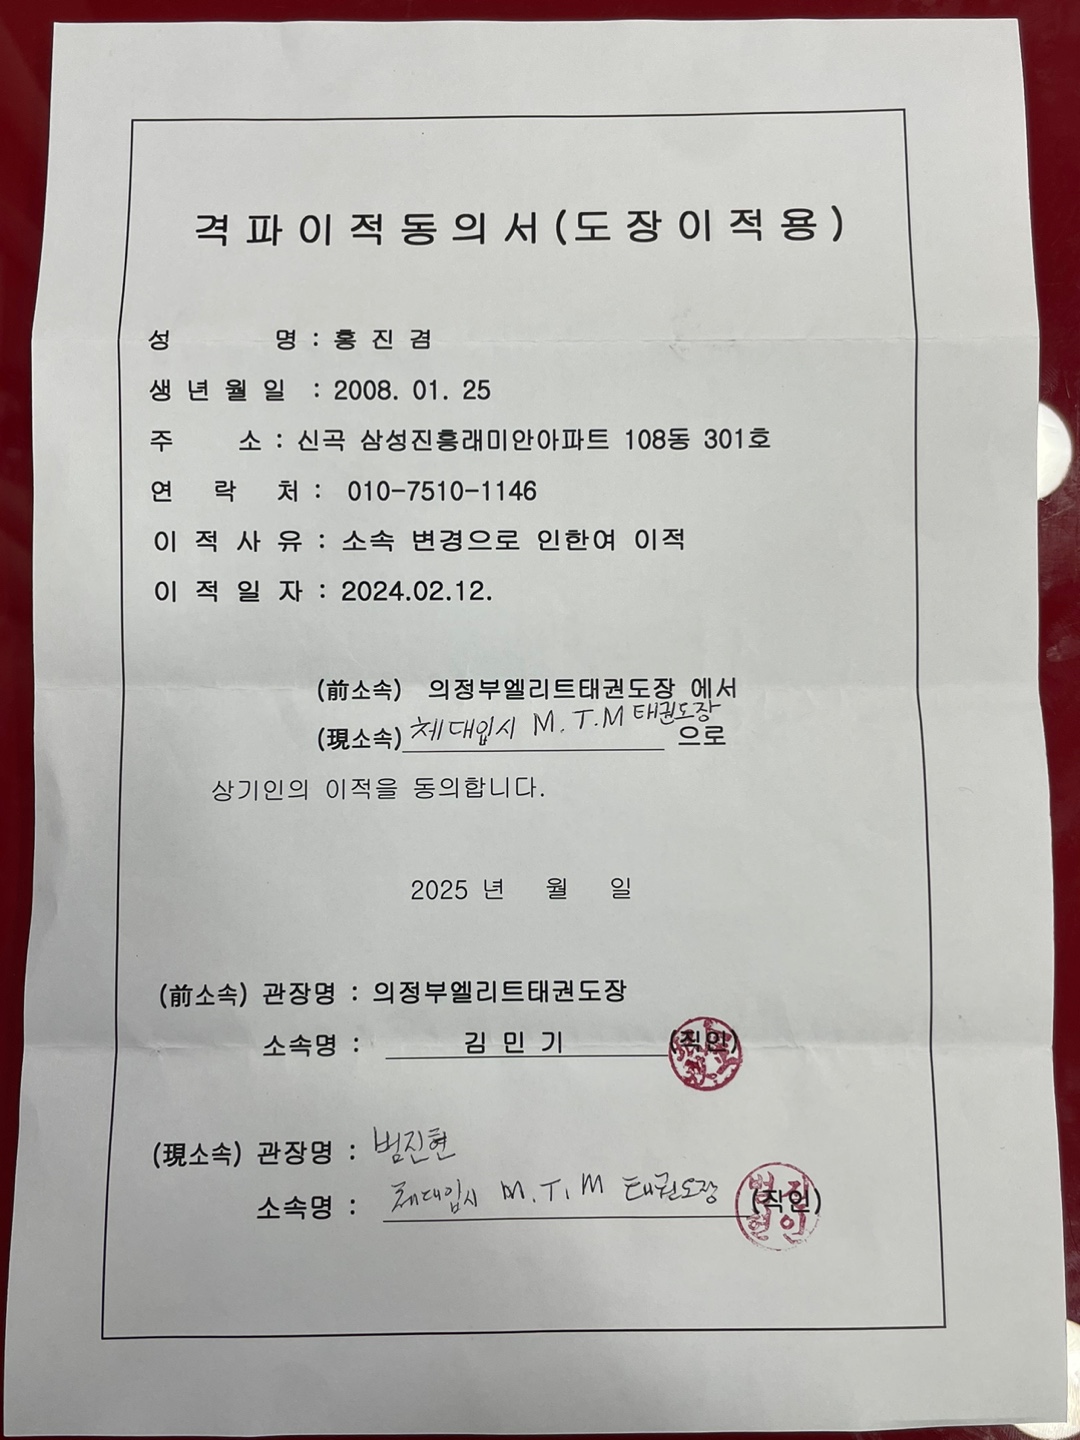 격파이적동의서(도장이적용)
성 명 : 홍 진 겸
생 년 월 일 : 2008. 01. 25
주 소 : 신곡 삼성진흥래미안아파트 108동 301호
연 락 처 : 010-7510-1146
이 적 사 유 : 소속 변경으로 인한여 이적
이 적 일 자 : 2024.02.12.
(前소속) 의정부엘리트태권도장 에서
(現소속) 체대입시 M.T.M 태권도장 으로
상기인의 이적을 동의합니다.
2025 년 월 일
(前소속) 관장명 : 의정부엘리트태권도장
소속명 : 김 민 기 (직인)
(現소속) 관장명 : 범진현
소속명 : 체대입시 M.T.M 태권도장 (직인)
범진현인